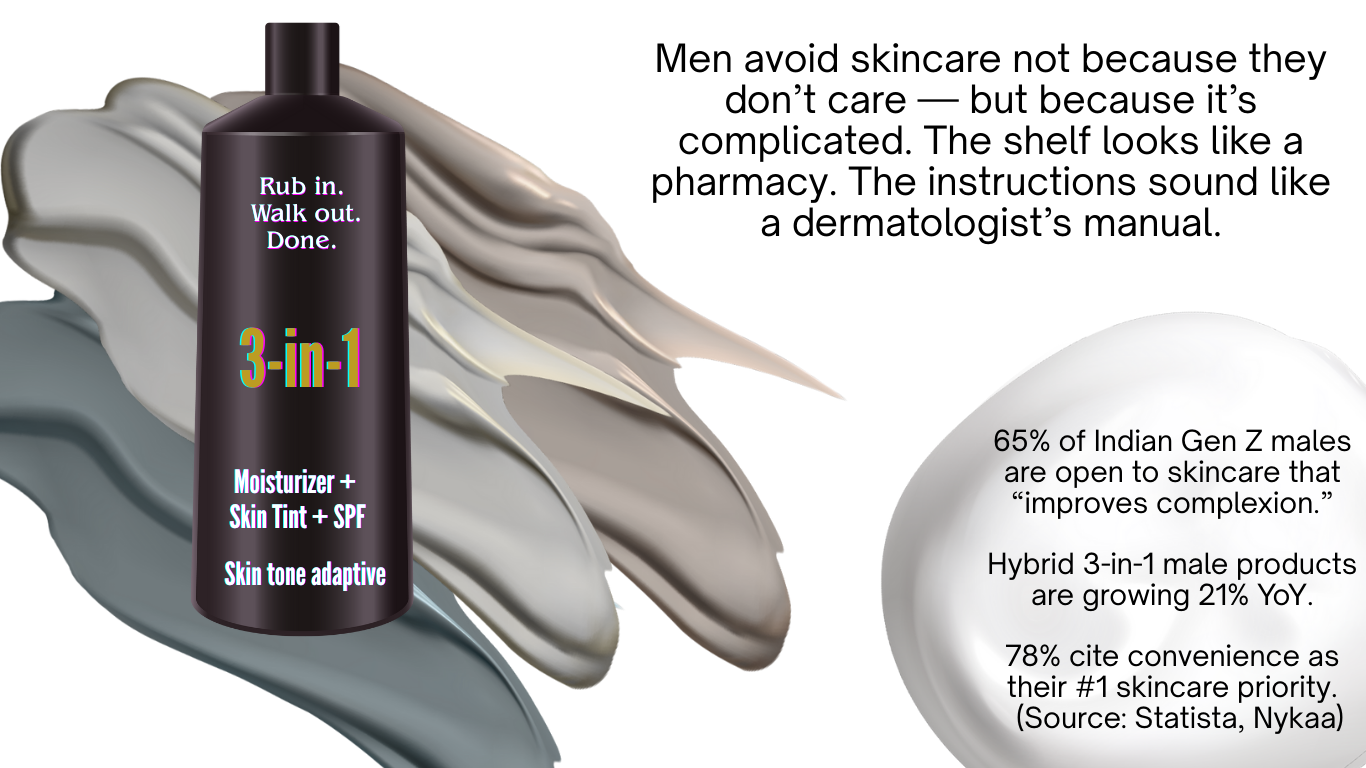 Rub in.
Walk out.
Done.
3-in-1
Moisturizer +
Skin Tint + SPF
Skin tone adaptive
Men avoid skincare not because they
don’t care — but because it’s
complicated. The shelf looks like a
pharmacy. The instructions sound like
a dermatologist’s manual.
65% of Indian Gen Z males
are open to skincare that
“improves complexion.”
Hybrid 3-in-1 male products
are growing 21% YoY.
78% cite convenience as
their #1 skincare priority.
(Source: Statista, Nykaa)